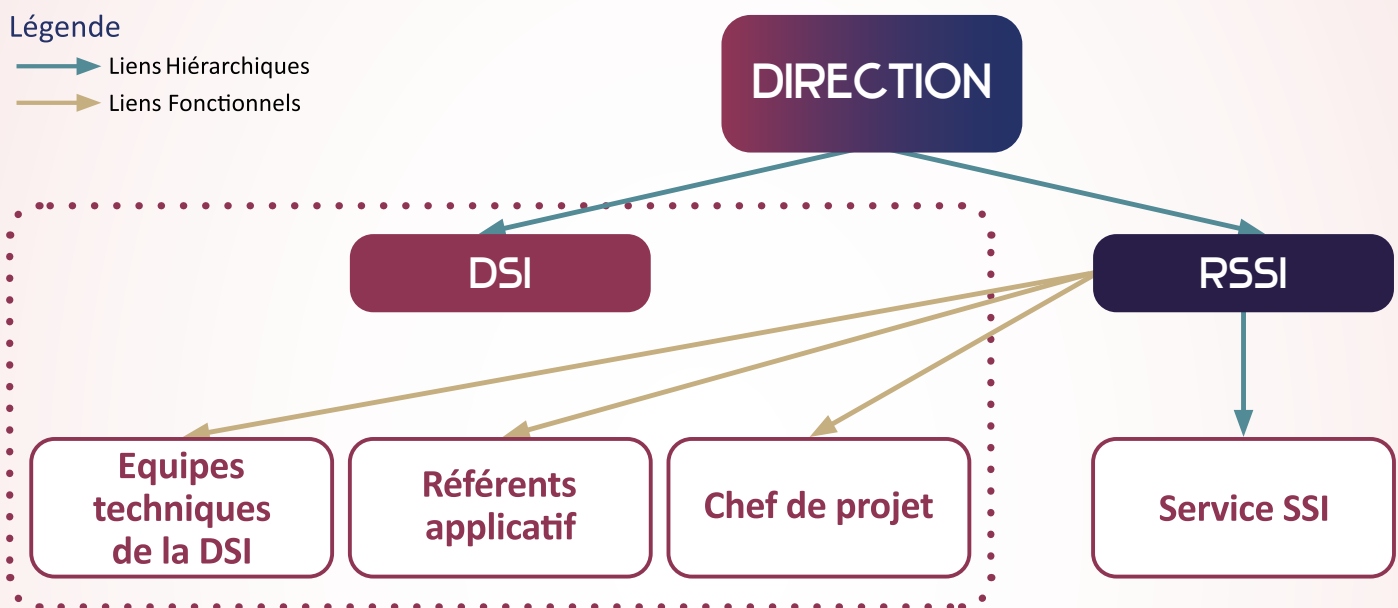 Légende
Liens Hiérarchiques
Liens Fonctionnels
DIRECTION
DSI
RSSI
Equipes
techniques
de la DSI
Référents
applicatif
Chef de projet
Service SSI